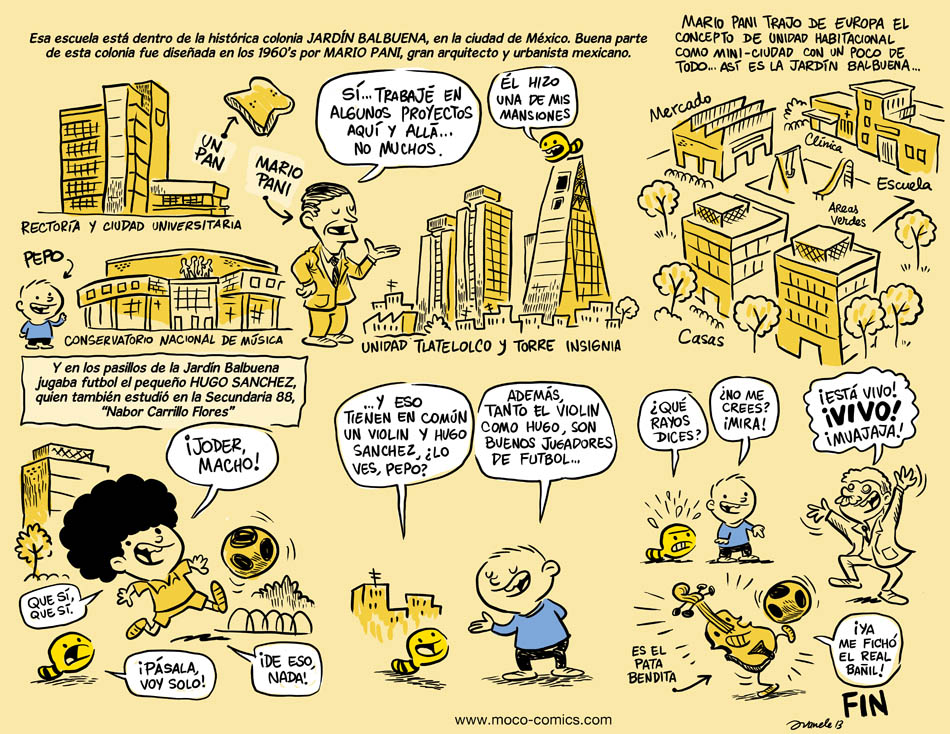 Esa escuela está dentro de la histórica colonia JARDÍN BALBUENA, en la ciudad de México. Buena parte
de esta colonia fue diseñada en los 1960's por MARIO PANI, gran arquitecto y urbanista mexicano.
MARIO PANI TRAJO DE EUROPA EL
CONCEPTO DE UNIDAD HABITACIONAL
COMO MINI-CIUDAD CON UN POCO DE
TODO... ASÍ ES LA JARDÍN BALBUENA...
UN
PAN
MARIO
PANI
SÍ... TRABAJÉ EN
ALGUNOS PROYECTOS
AQUÍ Y ALLÁ...
NO MUCHOS.
ÉL HIZO
UNA DE MIS
MANSIONES
RECTORÍA Y CIUDAD UNIVERSITARIA
PEPO
CONSERVATORIO NACIONAL DE MÚSICA
UNIDAD TLATELOLCO Y TORRE INSIGNIA
Mercado
Clínica
Escuela
Areas
Verdes
Casas
Y en los pasillos de la Jardín Balbuena
jugaba futbol el pequeño HUGO SANCHEZ,
quien también estudió en la Secundaria 88,
"Nabor Carrillo Flores"
¡JODER,
MACHO!
QUE SÍ,
QUE SÍ.
¡PÁSALA,
VOY SOLO!
¡DE ESO,
NADA!
...Y ESO
TIENEN EN COMÚN
UN VIOLIN Y HUGO
SANCHEZ, ¿LO
VES, PEPO?
ADEMÁS,
TANTO EL VIOLIN
COMO HUGO, SON
BUENOS JUGADORES
DE FUTBOL...
¿QUÉ
RAYOS
DICES?
¿NO ME
CREES?
¡MIRA!
¡ESTÁ VIVO!
¡VIVO!
¡MUAJAJA!
ES EL
PATA
BENDITA
¡YA
ME FICHÓ
EL REAL
BAÑIL!
FIN
www.moco-comics.com